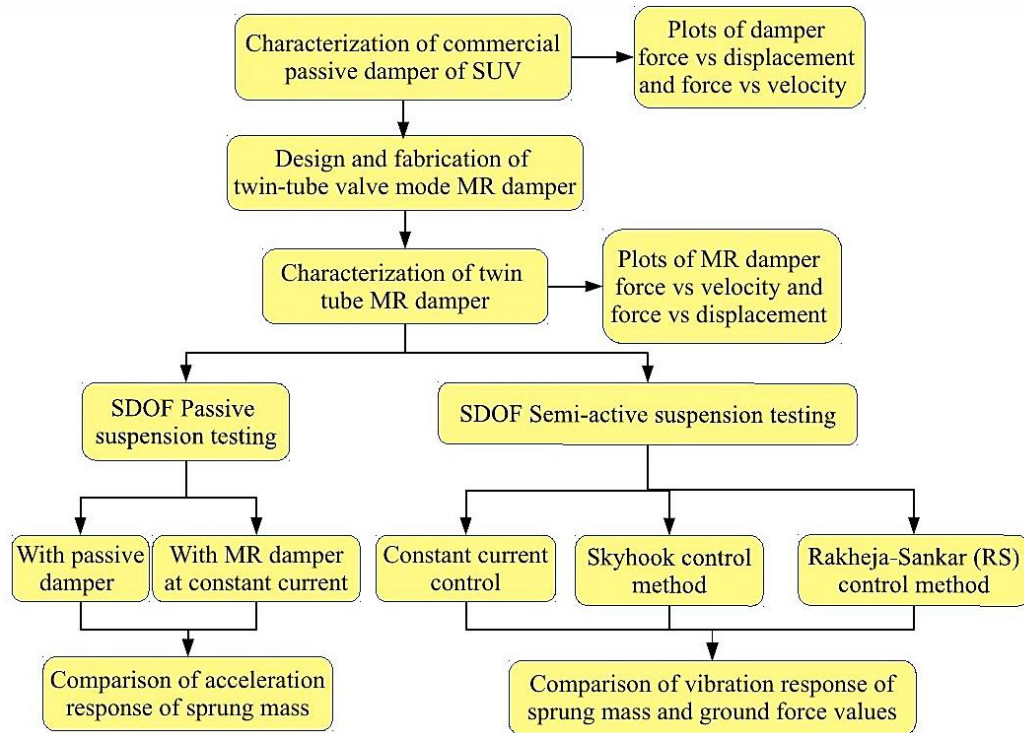 Characterization of commercial
passive damper of SUV
Plots of damper
force vs displacement
and force vs velocity
Design and fabrication of
twin-tube valve mode MR damper
Characterization of twin
tube MR damper
Plots of MR damper
force vs velocity and
force vs displacement
SDOF Passive
suspension testing
SDOF Semi-active suspension testing
With passive
damper
With MR damper
at constant current
Constant current
control
Skyhook control
method
Rakheja-Sankar (RS)
control method
Comparison of acceleration
response of sprung mass
Comparison of vibration response of
sprung mass and ground force values